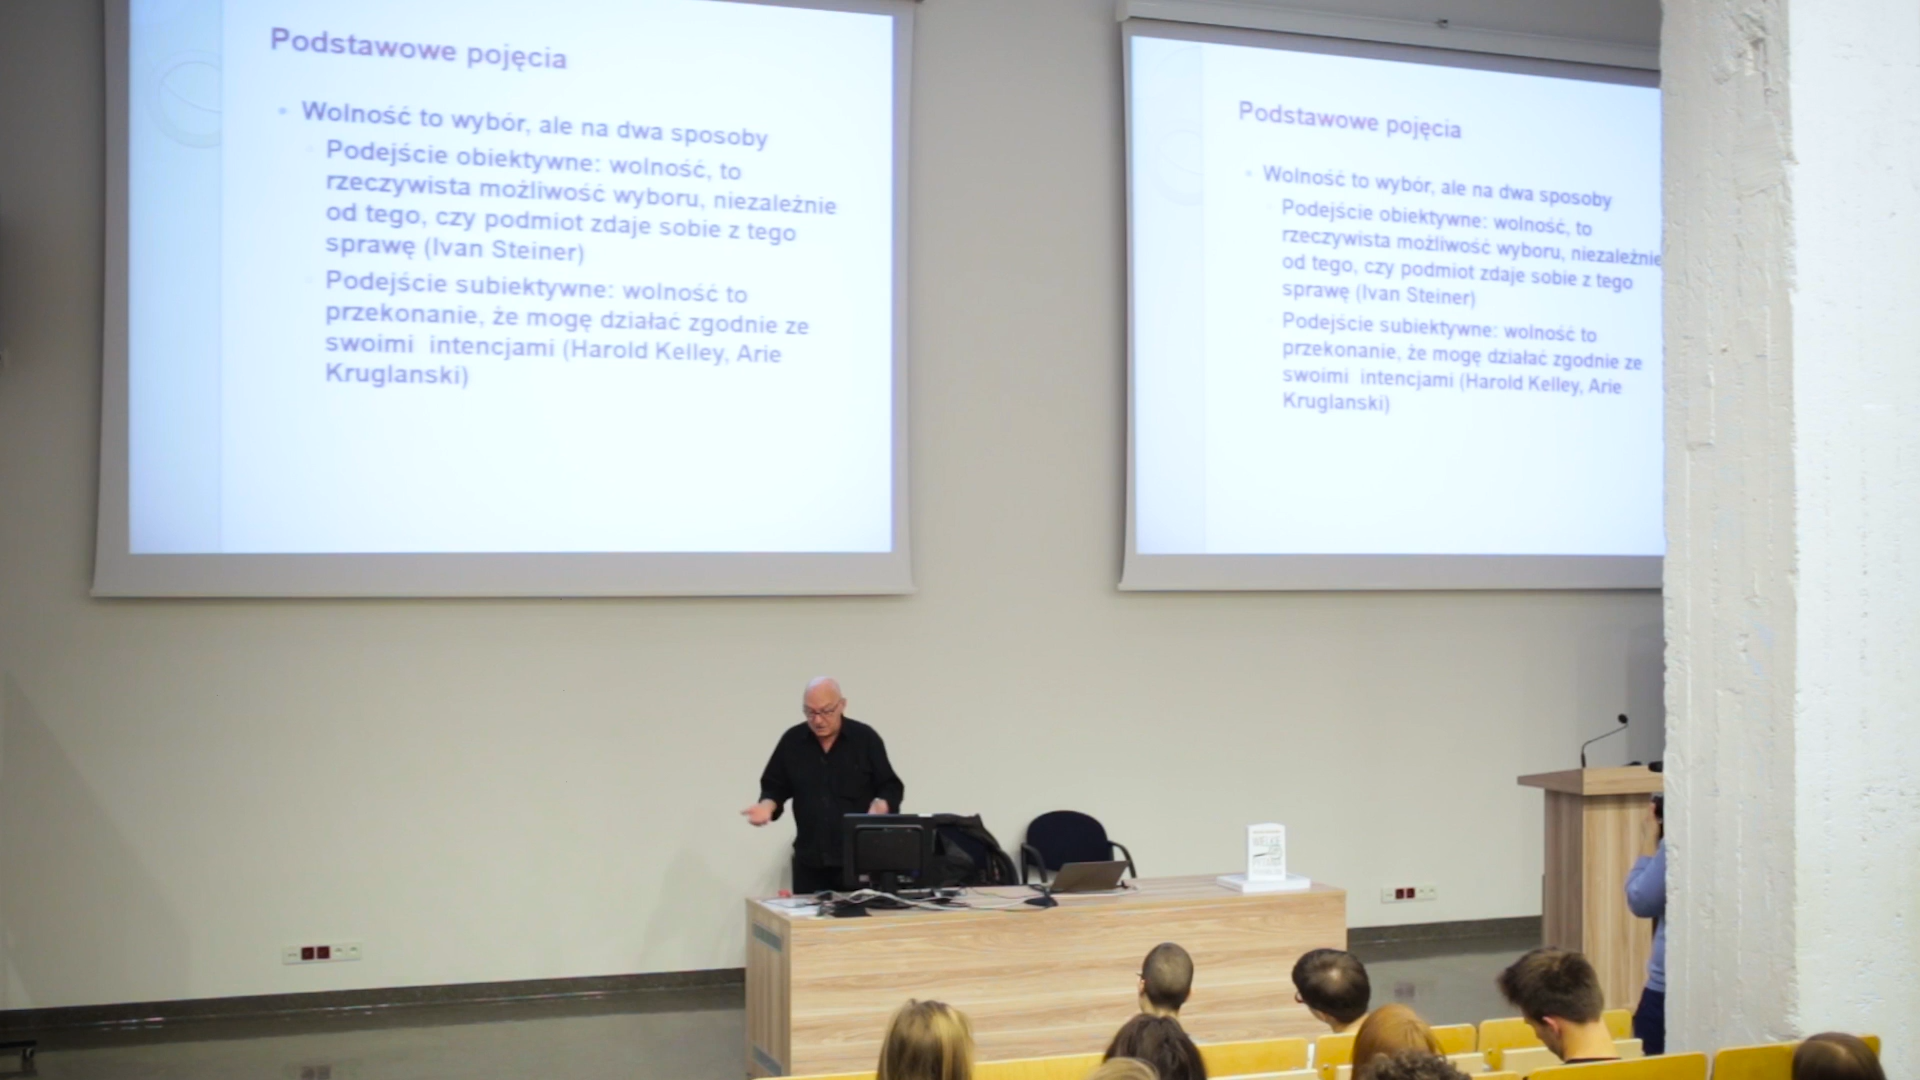 Podstawowe pojęcia
Wolność to wybór, ale na dwa sposoby
Podejście obiektywne: wolność, to
rzeczywista możliwość wyboru, niezależnie
od tego, czy podmiot zdaje sobie z tego
sprawę (Ivan Steiner)
Podejście subiektywne: wolność to
przekonanie, że mogę działać zgodnie ze
swoimi intencjami (Harold Kelley, Arie
Kruglanski)
Podstawowe pojęcia
Wolność to wybór, ale na dwa sposoby
Podejście obiektywne: wolność, to
rzeczywista możliwość wyboru, niezależnie
od tego, czy podmiot zdaje sobie z tego
sprawę (Ivan Steiner)
Podejście subiektywne: wolność to
przekonanie, że mogę działać zgodnie ze
swoimi intencjami (Harold Kelley, Arie
Kruglanski)